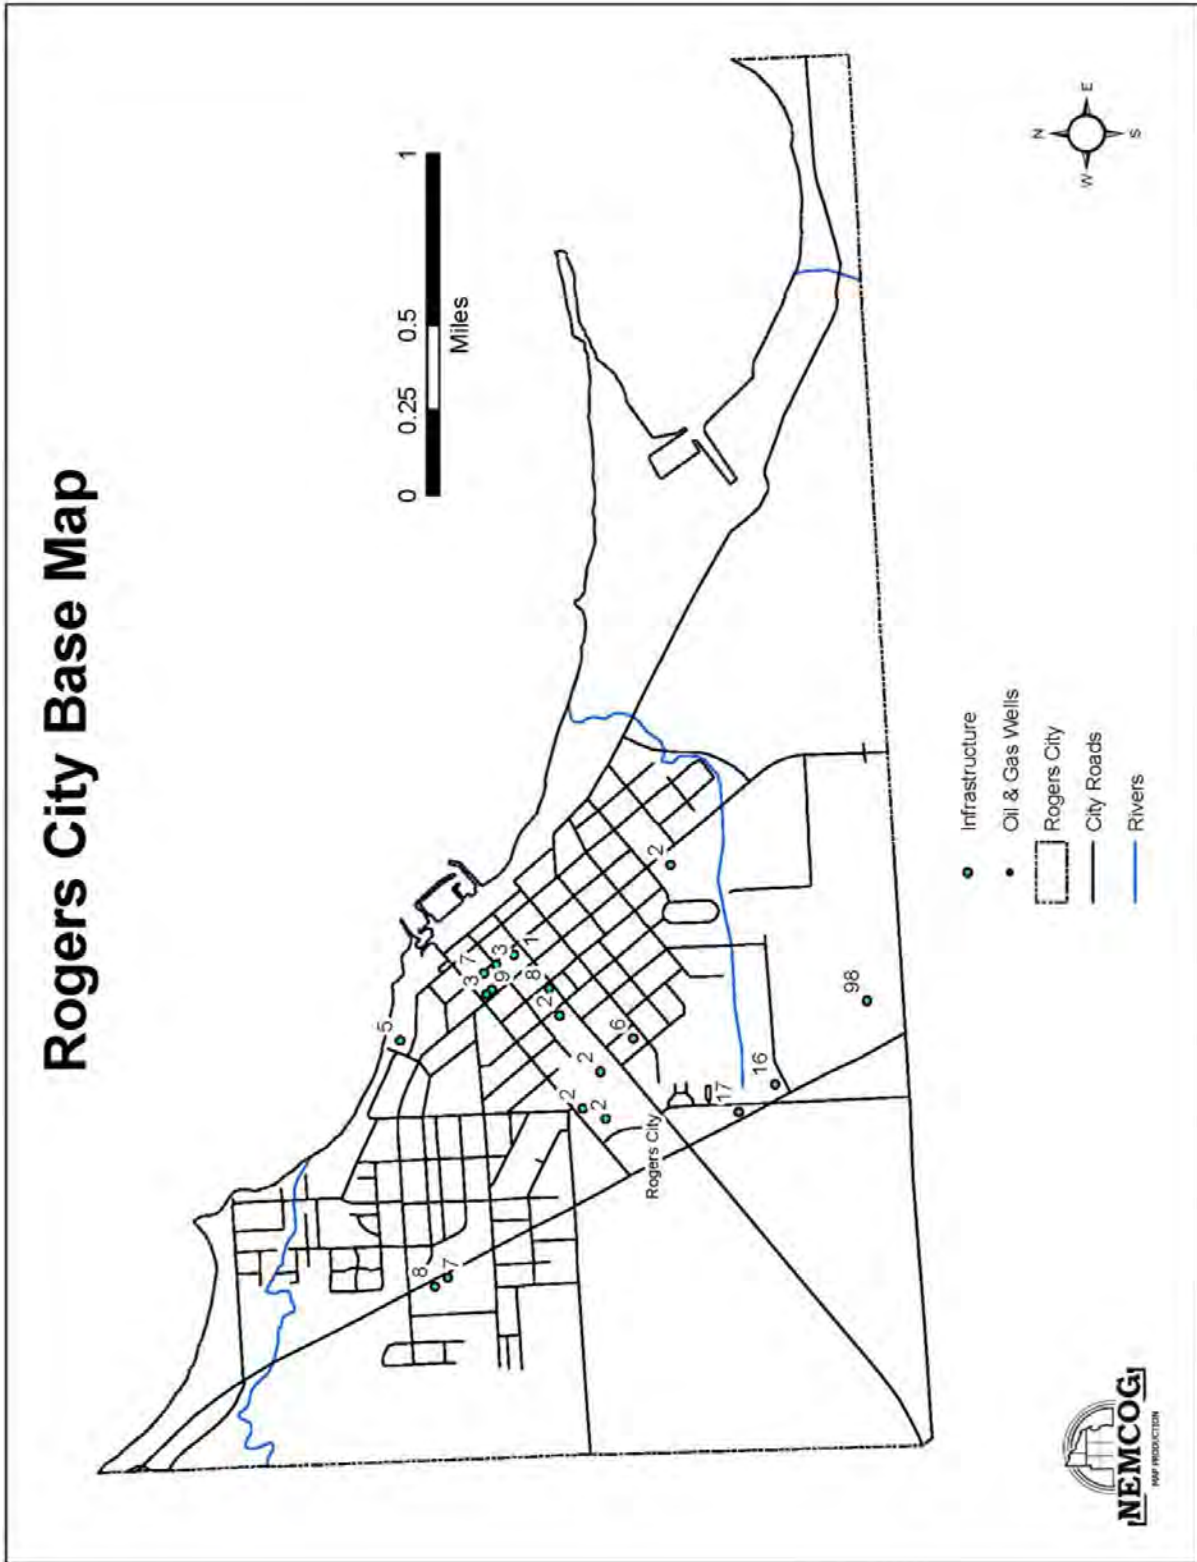 Rogers City Base Map
0 0.25 0.5 1
Miles
5
8
7
7
3
3
9
1
8
2
2
2
2
6
2
Rogers City
17
16
98
Infrastructure
Oil & Gas Wells
Rogers City
City Roads
Rivers
N
W E
S
NEMCOG
MAP PRODUCTION